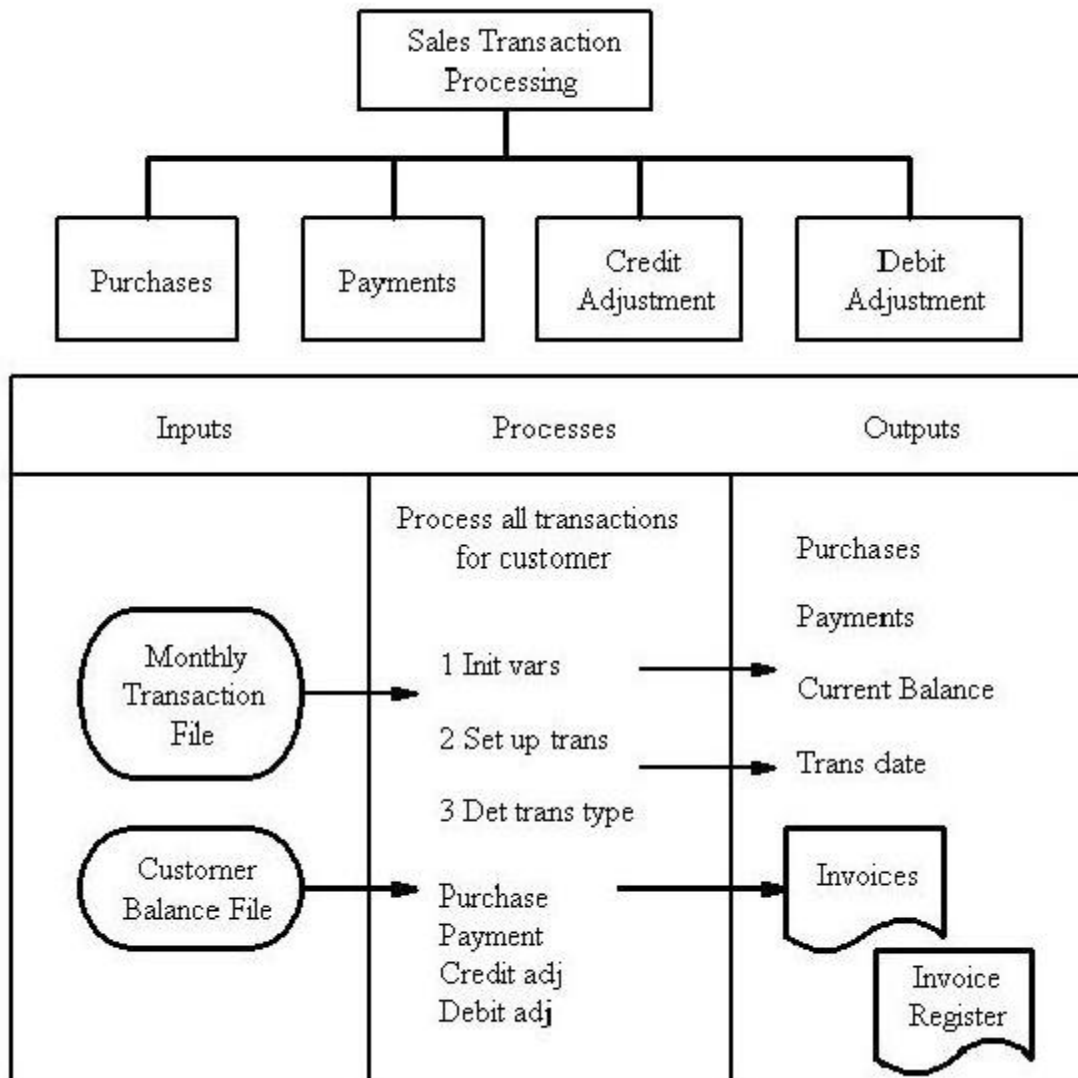 Sales Transaction
Processing
Purchases
Payments
Credit
Adjustment
Debit
Adjustment
Inputs
Processes
Outputs
Monthly
Transaction
File
Customer
Balance File
Process all transactions
for customer
1 Init vars
2 Set up trans
3 Det trans type
Purchase
Payment
Credit adj
Debit adj
Purchases
Payments
Current Balance
Trans date
Invoices
Invoice
Register